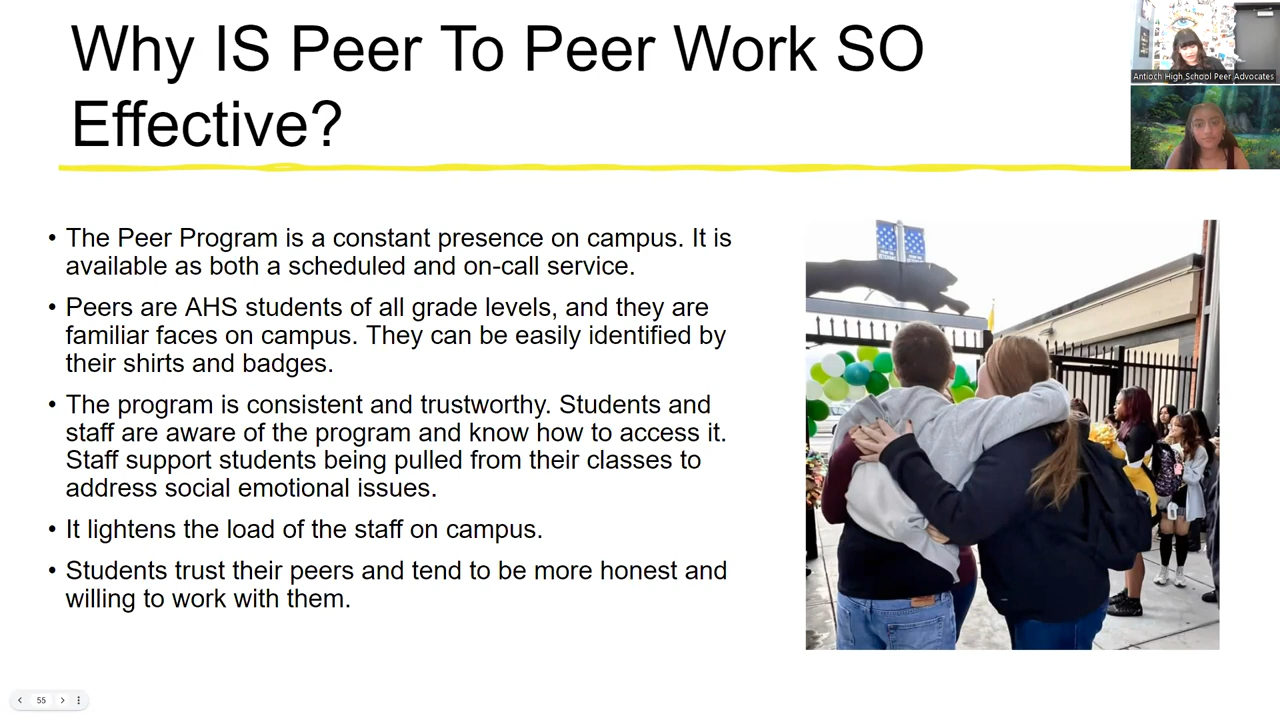 Why IS Peer To Peer Work SO
Effective?
Antioch High School Peer Advocates
• The Peer Program is a constant presence on campus. It is
available as both a scheduled and on-call service.
• Peers are AHS students of all grade levels, and they are
familiar faces on campus. They can be easily identified by
their shirts and badges.
• The program is consistent and trustworthy. Students and
staff are aware of the program and know how to access it.
Staff support students being pulled from their classes to
address social emotional issues.
• It lightens the load of the staff on campus.
• Students trust their peers and tend to be more honest and
willing to work with them.
55